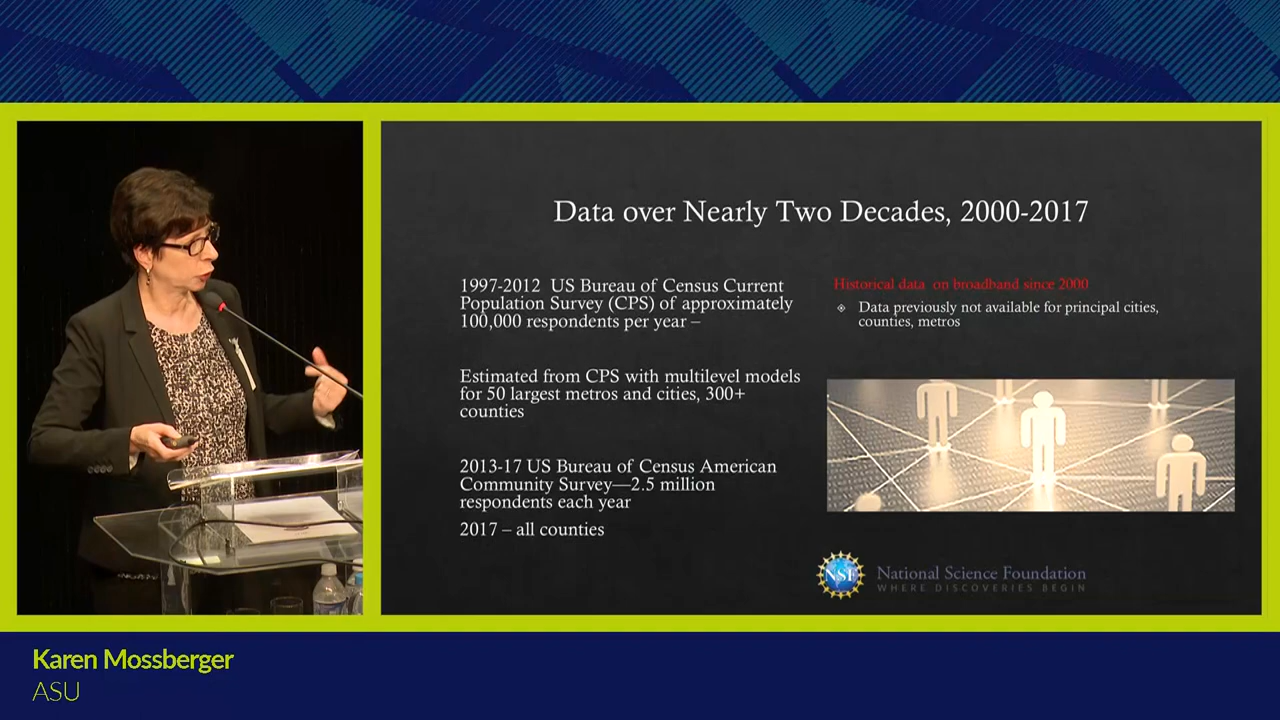 Data over Nearly Two Decades, 2000-2017
1997-2012 US Bureau of Census Current
Population Survey (CPS) of approximately
100,000 respondents per year –
Estimated from CPS with multilevel models
for 50 largest metros and cities, 300+
counties
2013-17 US Bureau of Census American
Community Survey—2.5 million
respondents each year
2017 – all counties
Historical data on broadband since 2000
Data previously not available for principal cities,
counties, metros
NSF
National Science Foundation
WHERE DISCOVERIES BEGIN
Karen Mossberger
ASU